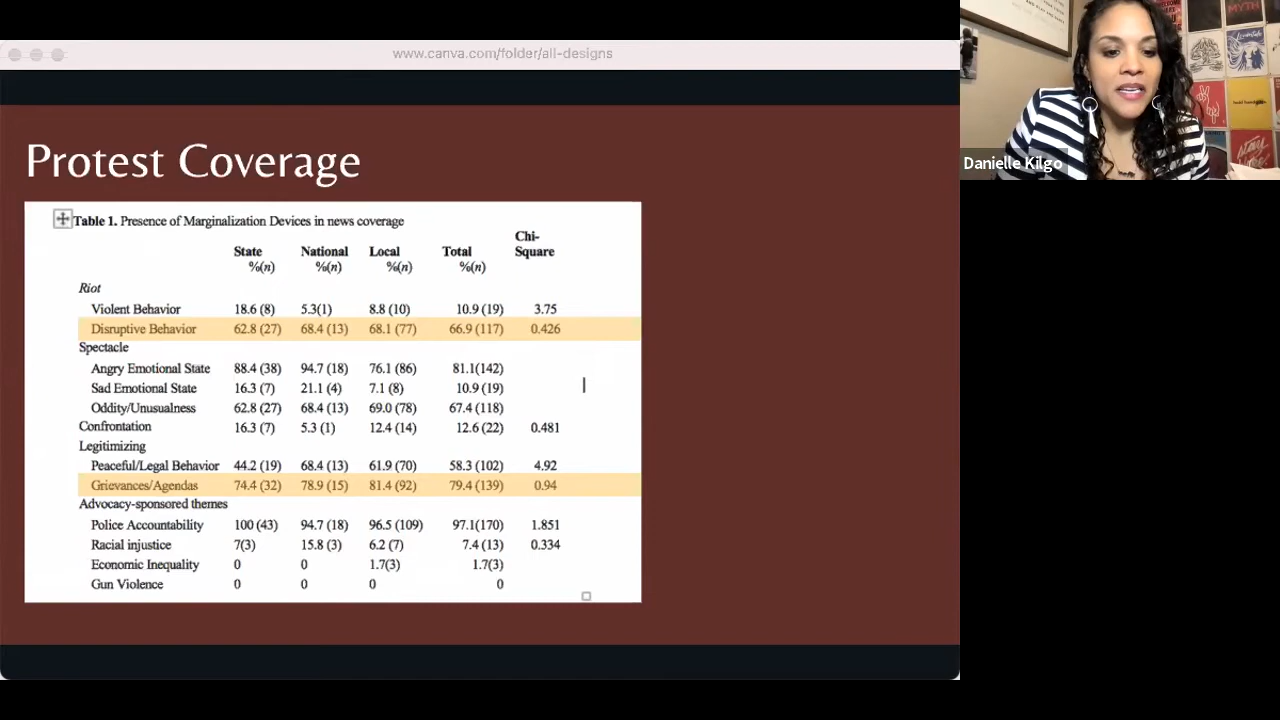 www.canva.com/folder/all-designs
MYTH
Danielle Kilgo
Protest Coverage
Table 1. Presence of Marginalization Devices in news coverage
State National Local Total Chi-Square
%(n) %(n) %(n) %(n)
Riot
Violent Behavior 18.6 (8) 5.3(1) 8.8 (10) 10.9 (19) 3.75
Disruptive Behavior 62.8 (27) 68.4 (13) 68.1 (77) 66.9 (117) 0.426
Spectacle
Angry Emotional State 88.4 (38) 94.7 (18) 76.1 (86) 81.1(142)
Sad Emotional State 16.3 (7) 21.1 (4) 7.1 (8) 10.9 (19)
Oddity/Unusualness 62.8 (27) 68.4 (13) 69.0 (78) 67.4 (118)
Confrontation 16.3 (7) 5.3 (1) 12.4 (14) 12.6 (22) 0.481
Legitimizing
Peaceful/Legal Behavior 44.2 (19) 68.4 (13) 61.9 (70) 58.3 (102) 4.92
Grievances/Agendas 74.4 (32) 78.9 (15) 81.4 (92) 79.4 (139) 0.94
Advocacy-sponsored themes
Police Accountability 100 (43) 94.7 (18) 96.5 (109) 97.1(170) 1.851
Racial injustice 7(3) 15.8 (3) 6.2 (7) 7.4 (13) 0.334
Economic Inequality 0 0 1.7(3) 1.7(3)
Gun Violence 0 0 0 0